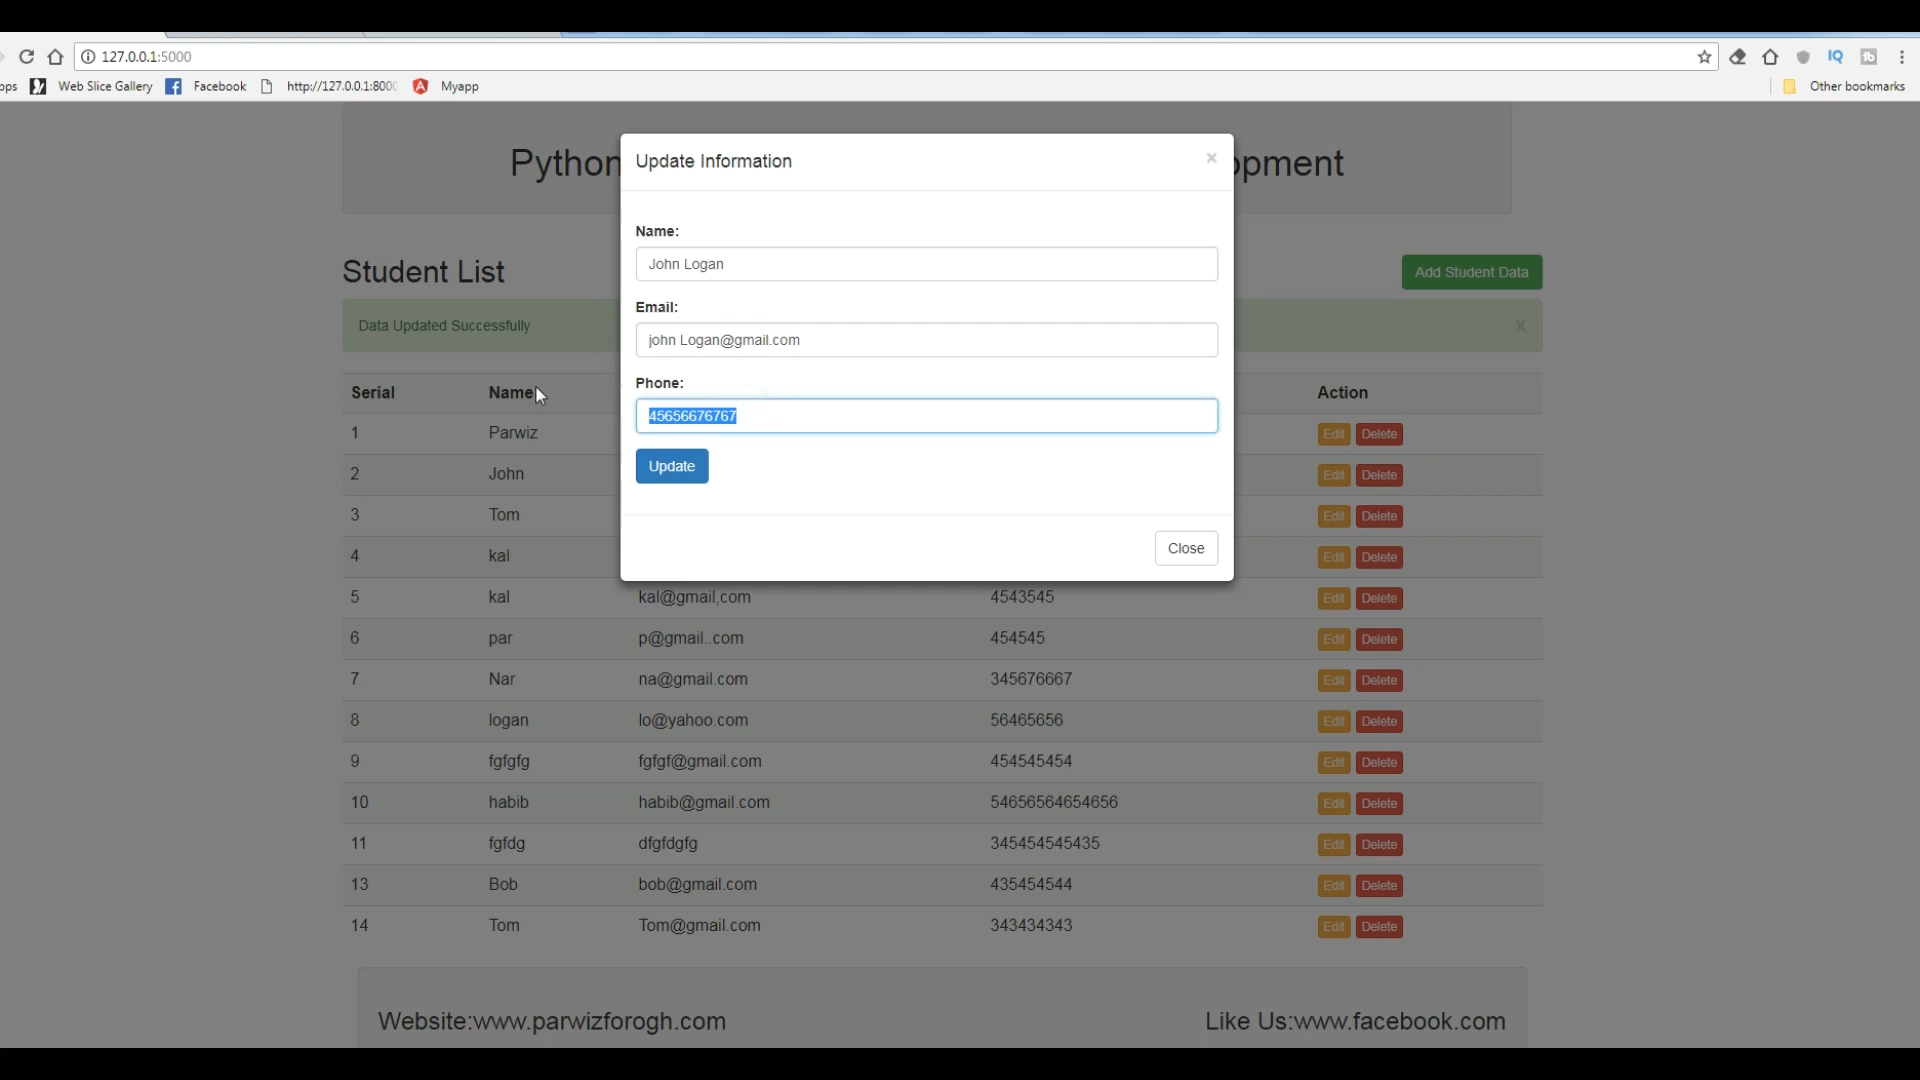 127.0.0.1:5000
IQ
tb
ps Web Slice Gallery Facebook http://127.0.0.1:8000 Myapp Other bookmarks
Python opment
Update Information ×
Name:
John Logan
Email:
john Logan@gmail.com
Phone:
45656676767
Update
Close
Student List Add Student Data
Data Updated Successfully x
Serial Name Action
1 Parwiz Edit Delete
2 John Edit Delete
3 Tom Edit Delete
4 kal Edit Delete
5 kal kal@gmail,com 4543545 Edit Delete
6 par p@gmail..com 454545 Edit Delete
7 Nar na@gmail.com 345676667 Edit Delete
8 logan lo@yahoo.com 56465656 Edit Delete
9 fgfgfg fgfgf@gmail.com 454545454 Edit Delete
10 habib habib@gmail.com 54656564654656 Edit Delete
11 fgfdg dfgfdgfg 345454545435 Edit Delete
13 Bob bob@gmail.com 435454544 Edit Delete
14 Tom Tom@gmail.com 343434343 Edit Delete
Website:www.parwizforogh.com Like Us:www.facebook.com